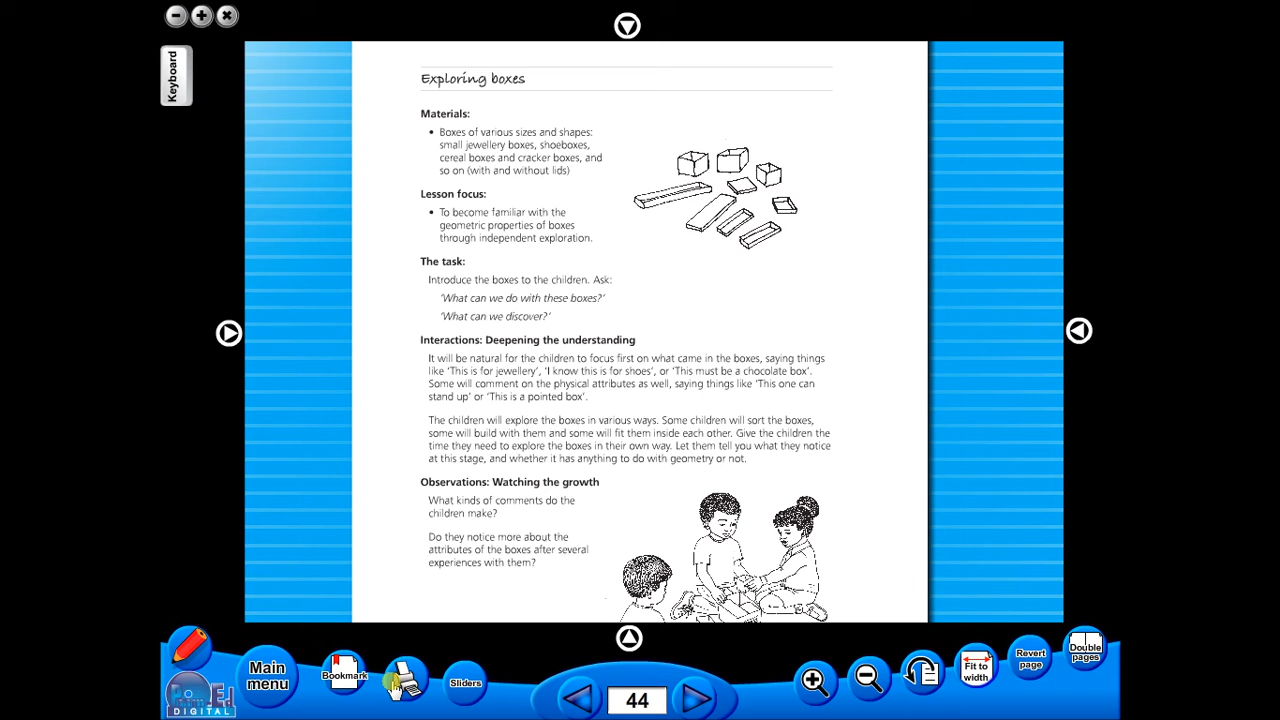 Keyboard
Exploring boxes
Materials:
• Boxes of various sizes and shapes:
small jewellery boxes, shoeboxes,
cereal boxes and cracker boxes, and
so on (with and without lids)
Lesson focus:
• To become familiar with the
geometric properties of boxes
through independent exploration.
The task:
Introduce the boxes to the children. Ask:
‘What can we do with these boxes?’
‘What can we discover?’
Interactions: Deepening the understanding
It will be natural for the children to focus first on what came in the boxes, saying things
like ‘This is for jewellery’, ‘I know this is for shoes’, or ‘This must be a chocolate box’.
Some will comment on the physical attributes as well, saying things like ‘This one can
stand up’ or ‘This is a pointed box’.
The children will explore the boxes in various ways. Some children will sort the boxes,
some will build with them and some will fit them inside each other. Give the children the
time they need to explore the boxes in their own way. Let them tell you what they notice
at this stage, and whether it has anything to do with geometry or not.
Observations: Watching the growth
What kinds of comments do the
children make?
Do they notice more about the
attributes of the boxes after several
experiences with them?
Main
menu
Bookmark
Sliders
44
Fit to
width
Revert
page
Double
pages
DIGITAL